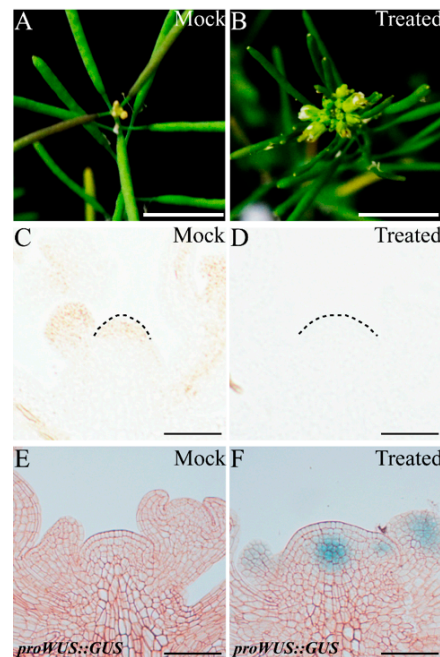 A Mock
B Treated
C Mock
D Treated
E Mock
proWUS::GUS
F Treated
proWUS::GUS